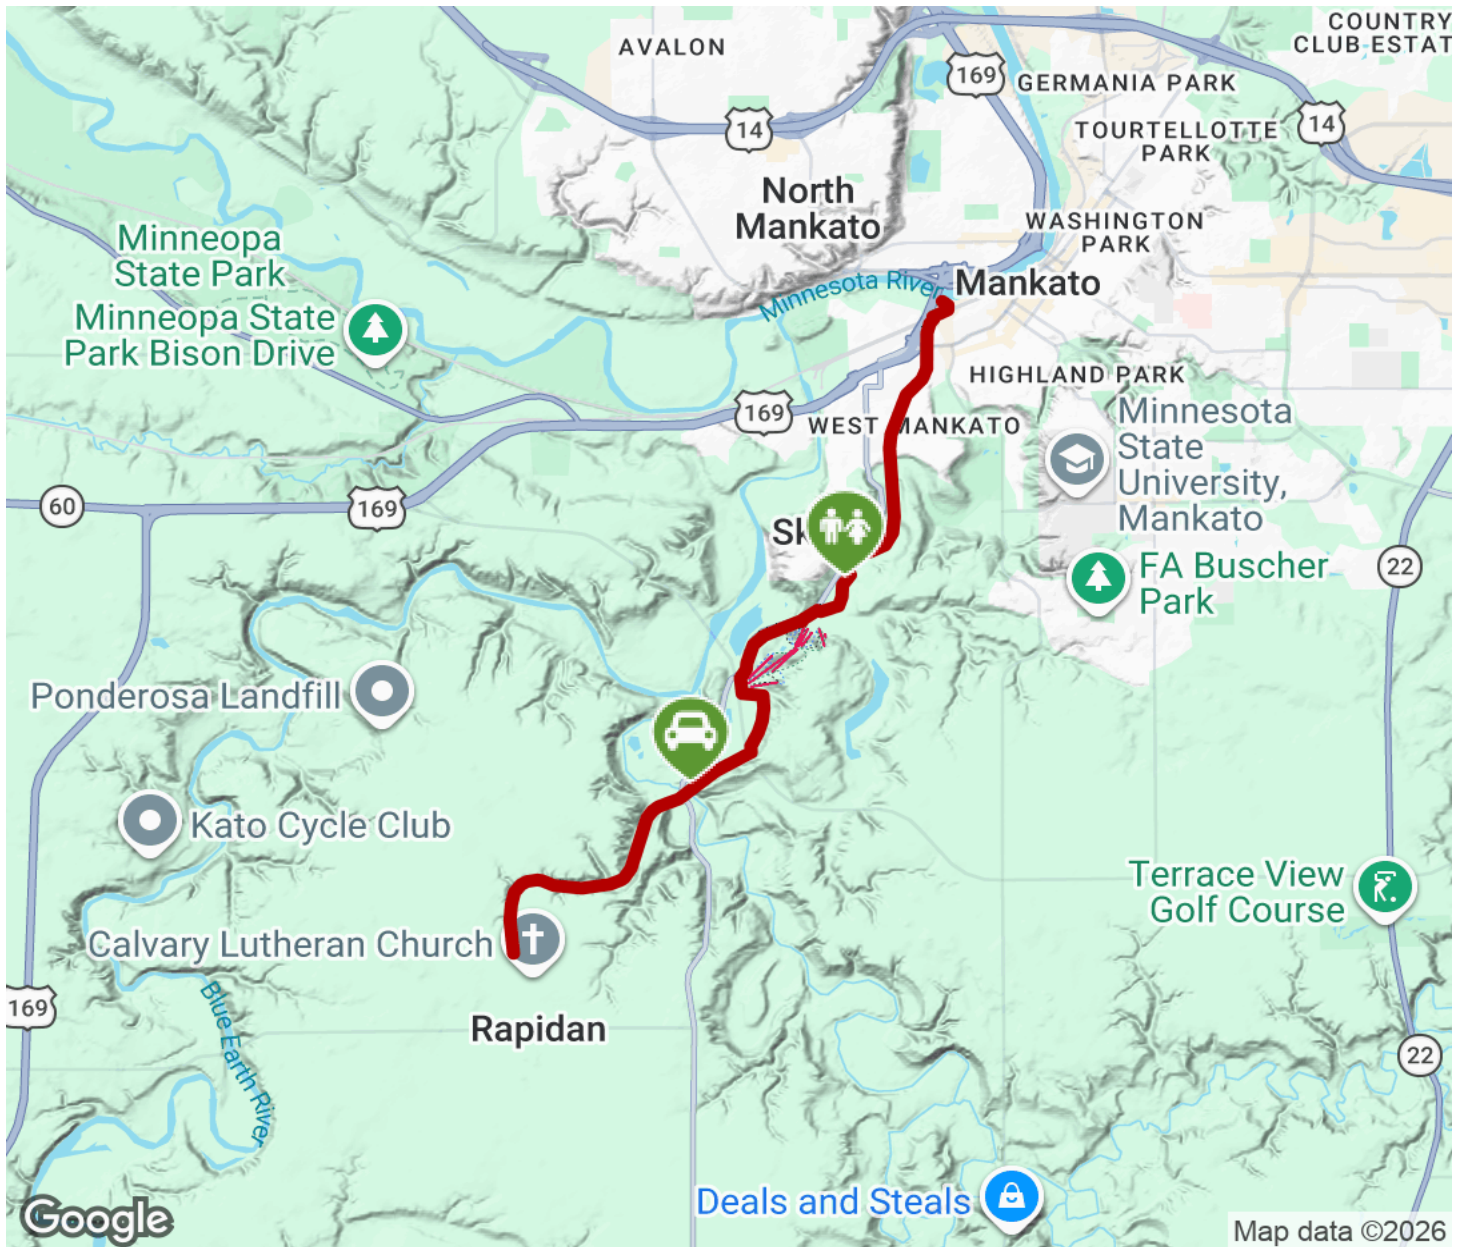 COUNTRY
CLUB ESTAT
AVALON
169
GERMANIA PARK
14
14
TOURTELLOTTE
PARK
North
Mankato
WASHINGTON
PARK
Minneopa
State Park
Minnesota River
Mankato
Minneopa State
Park Bison Drive
HIGHLAND PARK
169
WEST MANKATO
Minnesota
State
University,
Mankato
60
169
Sk
FA Buscher
Park
22
Ponderosa Landfill
Kato Cycle Club
Terrace View
Golf Course
Calvary Lutheran Church
169
Blue Earth River
Rapidan
22
Deals and Steals
Google
Map data ©2026